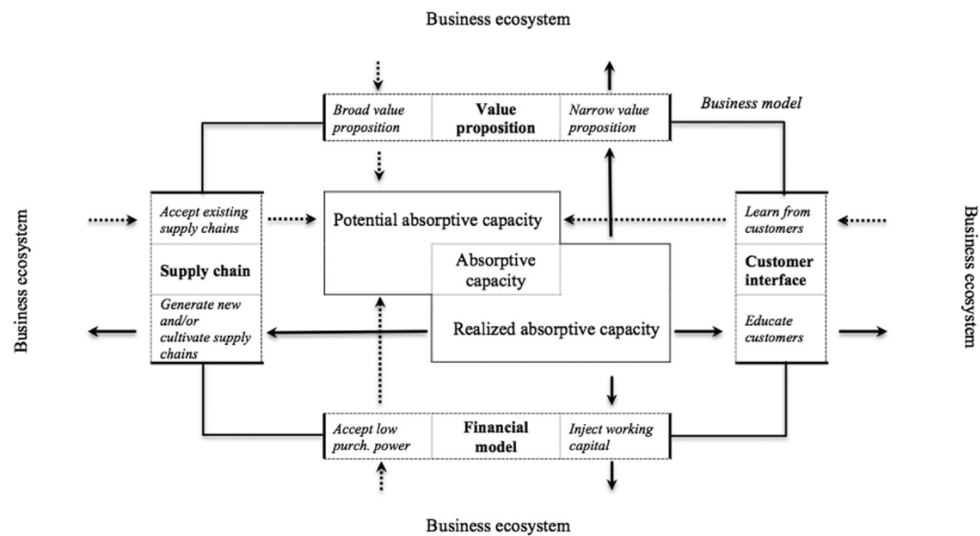 Business ecosystem
Broad value
proposition
Value
proposition
Narrow value
proposition
Business model
Business ecosystem
Accept existing
supply chains
Supply chain
Generate new
and/or
cultivate supply
chains
Potential absorptive capacity
Absorptive
capacity
Realized absorptive capacity
Learn from
customers
Customer
interface
Educate
customers
Business ecosystem
Accept low
purch. power
Financial
model
Inject working
capital
Business ecosystem